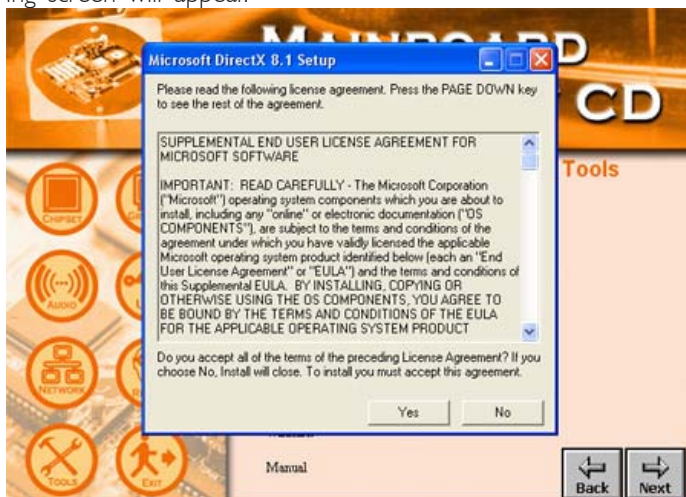 ing screen will appear.
MAINBOARD
CD
Microsoft DirectX 8.1 Setup
Please read the following license agreement. Press the PAGE DOWN key
to see the rest of the agreement.
SUPPLEMENTAL END USER LICENSE AGREEMENT FOR
MICROSOFT SOFTWARE
IMPORTANT: READ CAREFULLY - The Microsoft Corporation
("Microsoft") operating system components which you are about to
install, including any "online" or electronic documentation ("OS
COMPONENTS"), are subject to the terms and conditions of the
agreement under which you have validly licensed the applicable
Microsoft operating system product identified below (each an "End
User License Agreement" or "EULA") and the terms and conditions of
this Supplemental EULA. BY INSTALLING, COPYING OR
OTHERWISE USING THE OS COMPONENTS, YOU AGREE TO
BE BOUND BY THE TERMS AND CONDITIONS OF THE EULA
FOR THE APPLICABLE OPERATING SYSTEM PRODUCT
Do you accept all of the terms of the preceding License Agreement? If you
choose No, Install will close. To install you must accept this agreement.
Yes
No
Tools
CHIPSET
AUDIO
NETWORK
TOOLS
EXIT
Manual
Back
Next